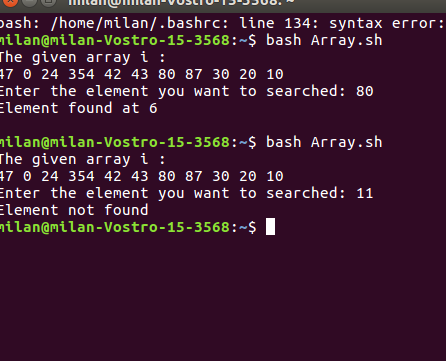 milan@milan-Vostro-15-3568: ~
bash: /home/milan/.bashrc: line 134: syntax error:
milan@milan-Vostro-15-3568:~$ bash Array.sh
The given array i :
47 0 24 354 42 43 80 87 30 20 10
Enter the element you want to searched: 80
Element found at 6
milan@milan-Vostro-15-3568:~$ bash Array.sh
The given array i :
47 0 24 354 42 43 80 87 30 20 10
Enter the element you want to searched: 11
Element not found
milan@milan-Vostro-15-3568:~$